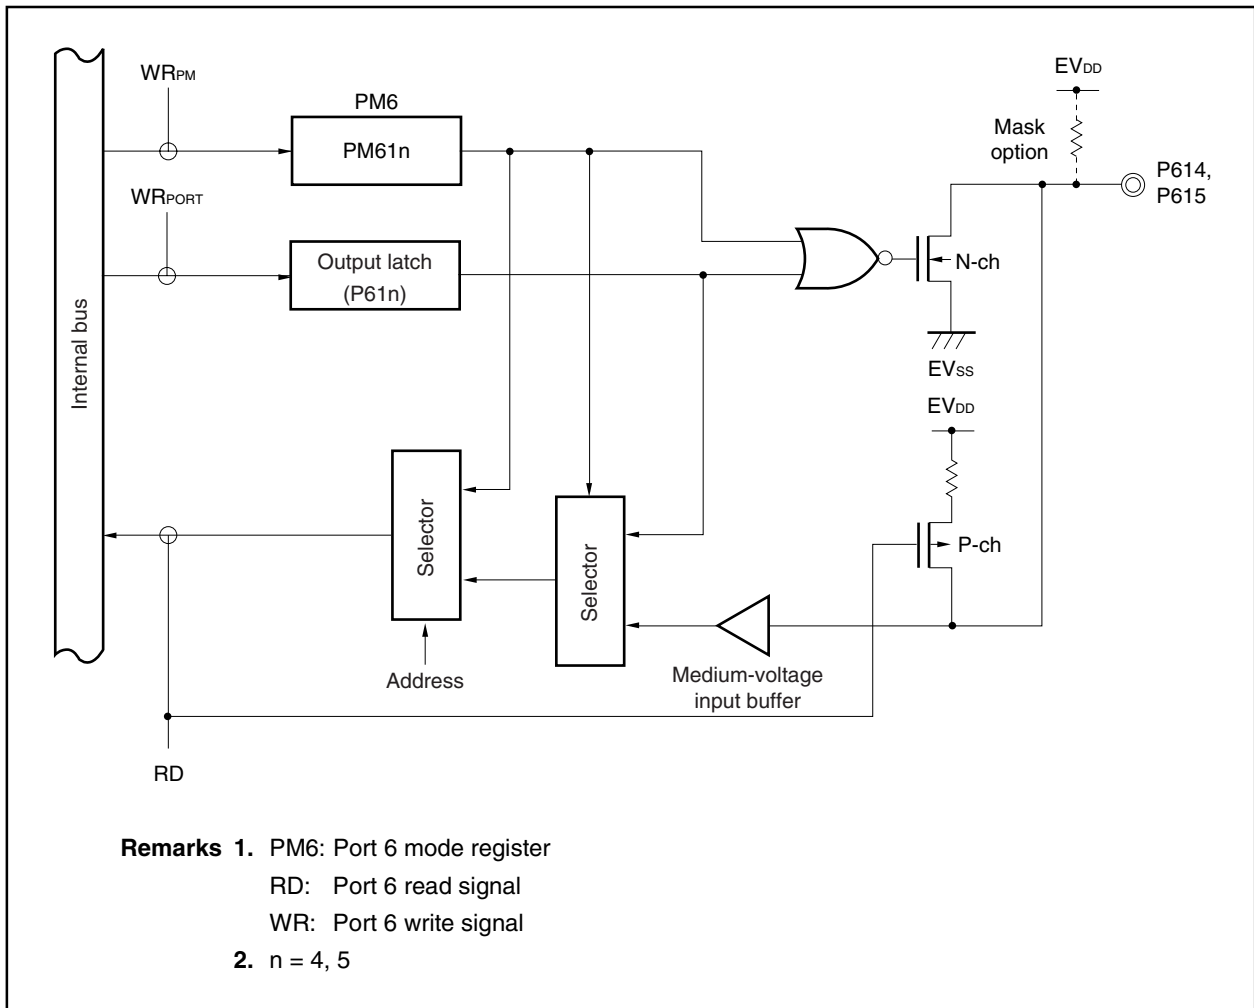 WRPM
PM6
PM61n
WRPORT
Output latch
(P61n)
Internal bus
EVDD
Mask
option
P614,
P615
N-ch
EVSS
EVDD
P-ch
Selector
Selector
Address
Medium-voltage
input buffer
RD
Remarks 1. PM6: Port 6 mode register
RD: Port 6 read signal
WR: Port 6 write signal
2. n = 4, 5